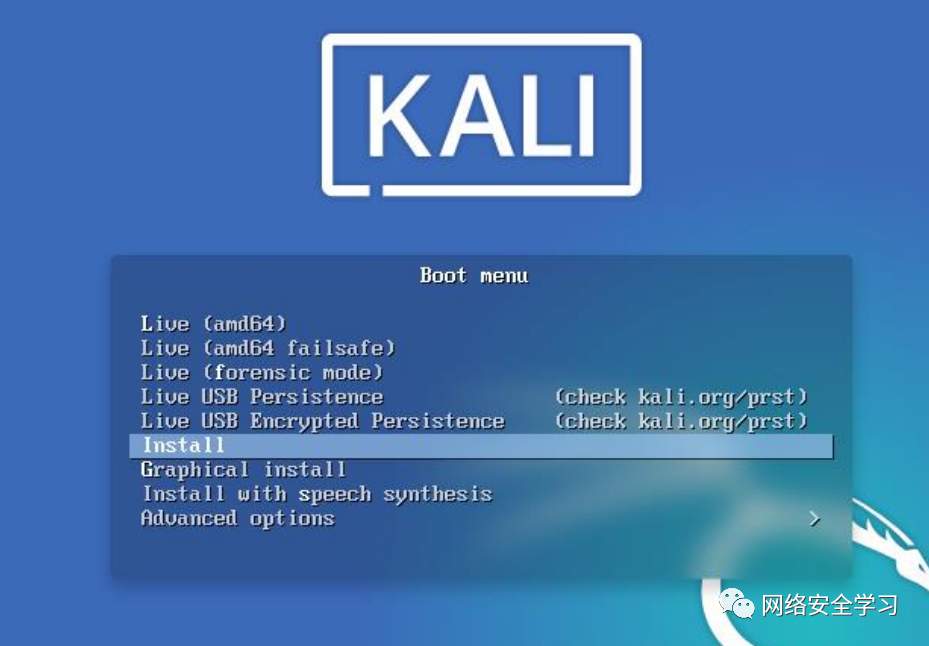 KALI
Boot menu
Live (amd64)
Live (amd64 failsafe)
Live (forensic mode)
Live USB Persistence (check kali.org/prst)
Live USB Encrypted Persistence (check kali.org/prst)
Install
Graphical install
Install with speech synthesis
Advanced options >
网络安全学习